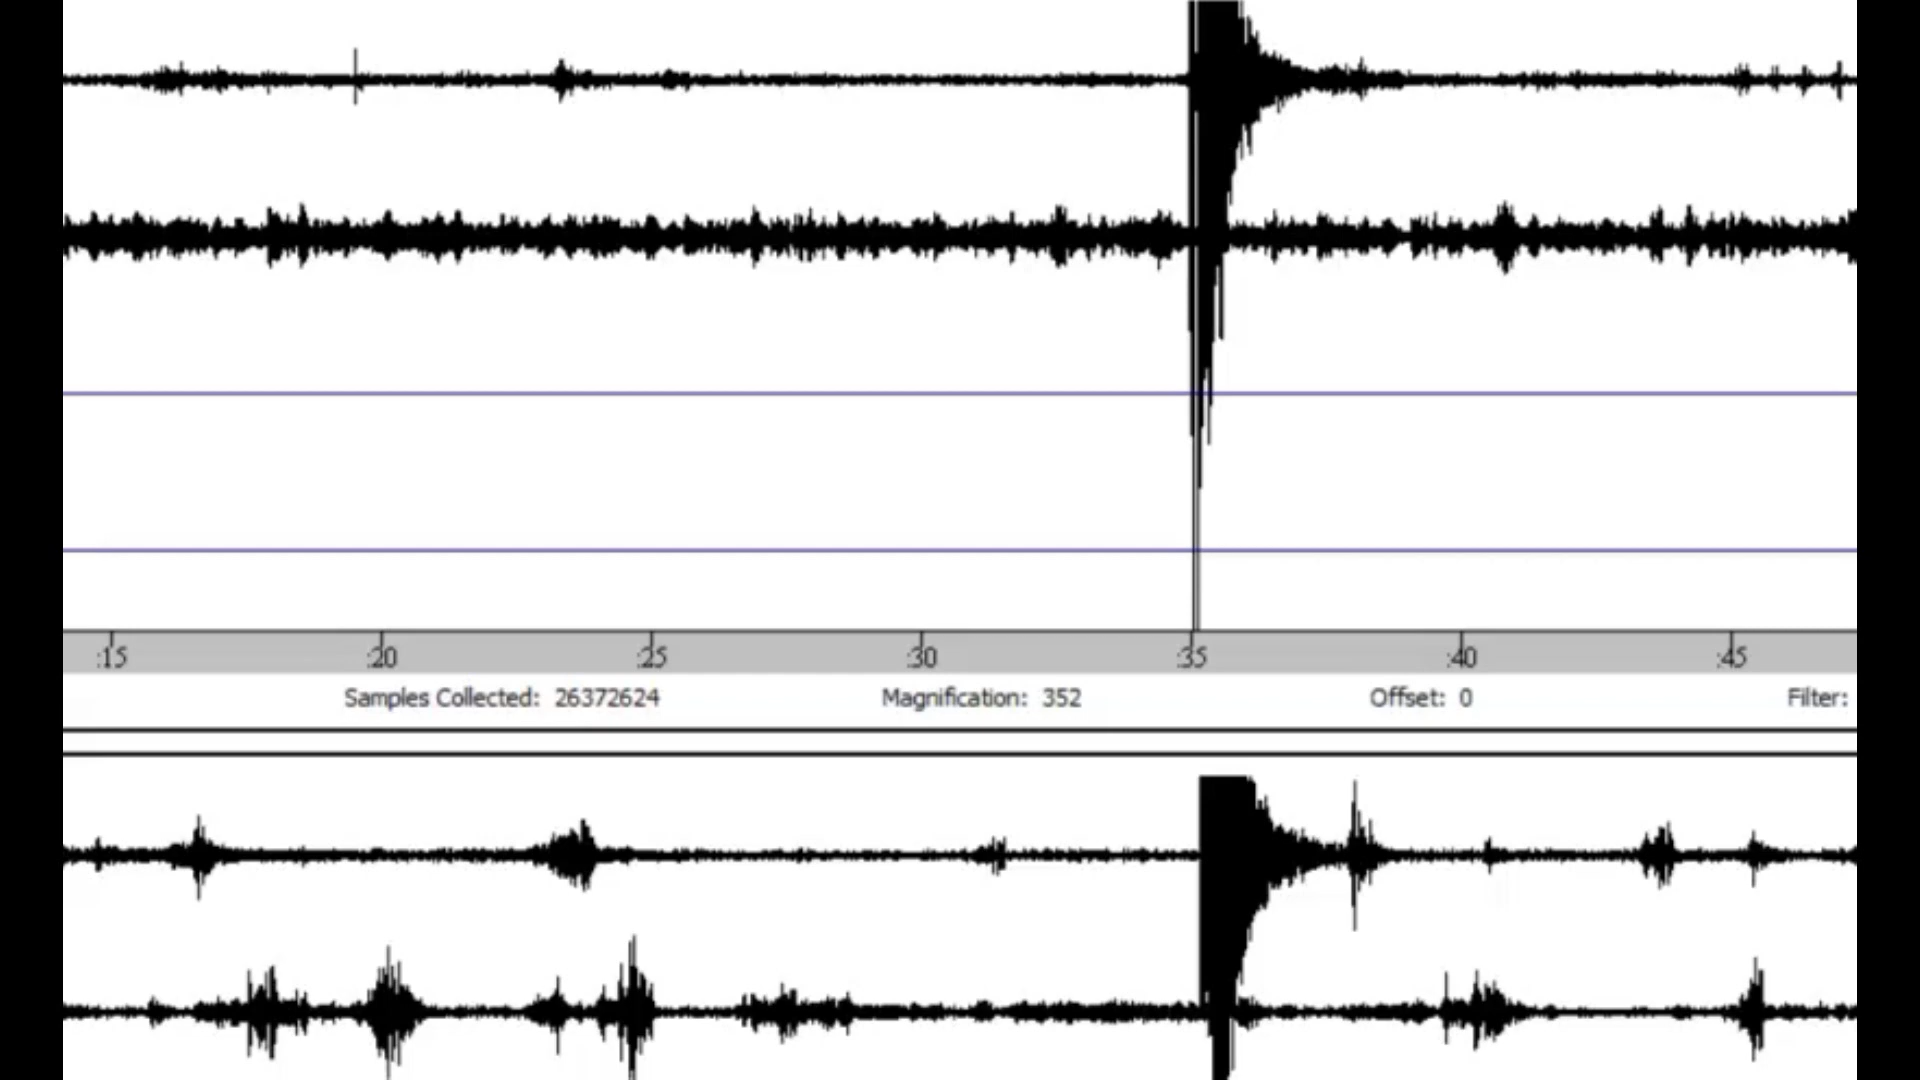 :15 :20 :25 :30 :35 :40 :45
Samples Collected: 26372624 Magnification: 352 Offset: 0 Filter: